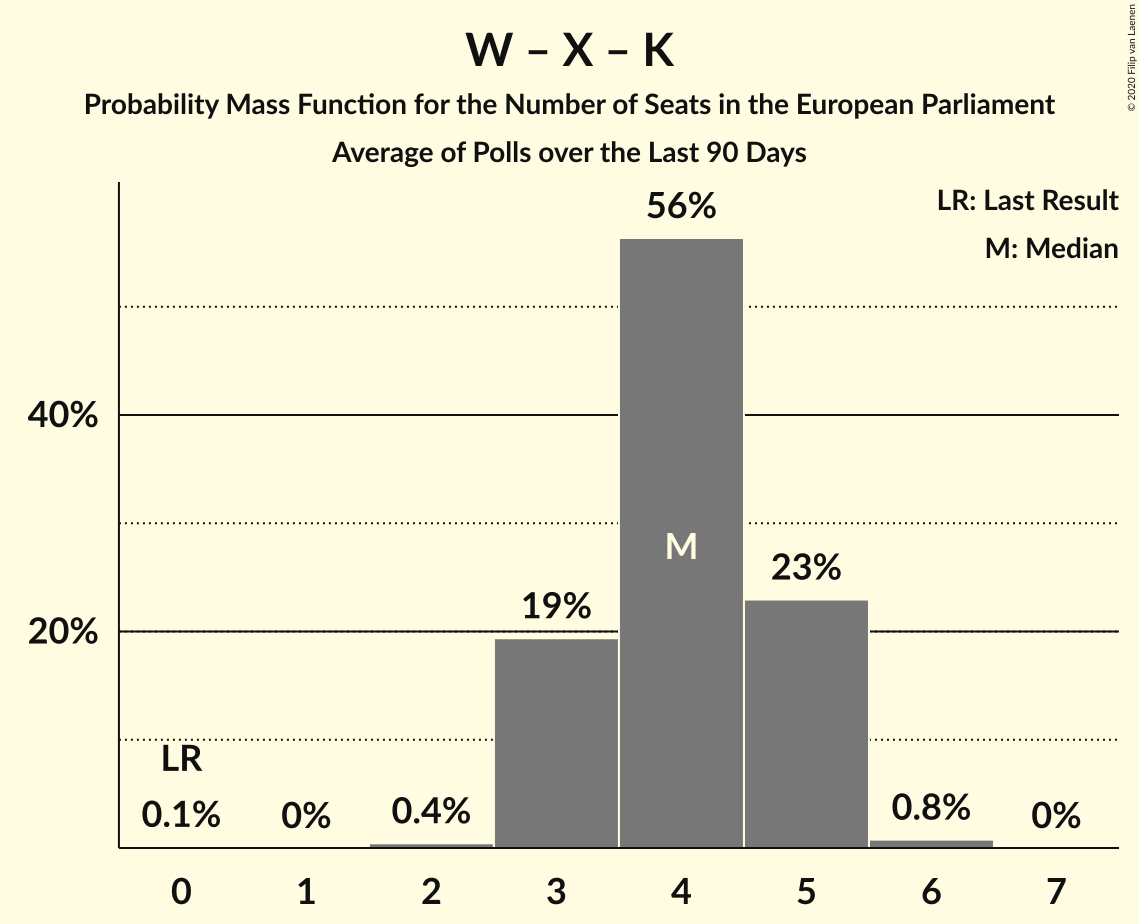 W – X – K
Probability Mass Function for the Number of Seats in the European Parliament
Average of Polls over the Last 90 Days
© 2020 Filip van Laenen
LR: Last Result
M: Median
56%
40%
M
23%
19%
20%
LR
0.1%
0%
0.4%
0.8%
0%
0
1
2
3
4
5
6
7